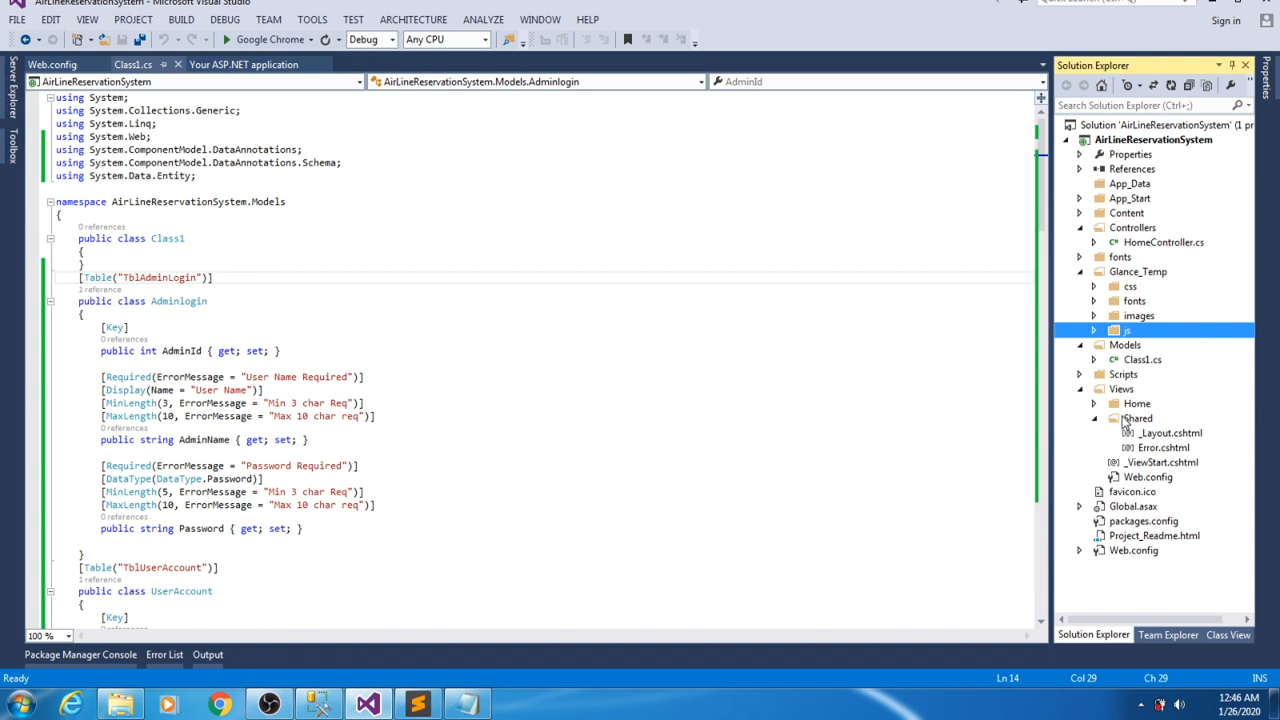 AirLineReservationSystem - Microsoft Visual Studio
Quick Launch (Ctrl+Q)
FILE EDIT VIEW PROJECT BUILD DEBUG TEAM TOOLS TEST ARCHITECTURE ANALYZE WINDOW HELP
Sign in
Google Chrome Debug Any CPU
Server Explorer
Toolbox
Web.config Class1.cs Your ASP.NET application
AirLineReservationSystem AirLineReservationSystem.Models.Adminlogin AdminId
using System;
using System.Collections.Generic;
using System.Linq;
using System.Web;
using System.ComponentModel.DataAnnotations;
using System.ComponentModel.DataAnnotations.Schema;
using System.Data.Entity;
namespace AirLineReservationSystem.Models
{
0 references
public class Class1
{
}
[Table("TblAdminLogin")]
1 reference
public class Adminlogin
{
[Key]
0 references
public int AdminId { get; set; }
[Required(ErrorMessage = "User Name Required")]
[Display(Name = "User Name")]
[MinLength(3, ErrorMessage = "Min 3 char req")]
[MaxLength(10, ErrorMessage = "Max 10 char req")]
0 references
public string AdminName { get; set; }
[Required(ErrorMessage = "Password Required")]
[DataType(DataType.Password)]
[MinLength(5, ErrorMessage = "Min 3 char Req")]
[MaxLength(10, ErrorMessage = "Max 10 char req")]
0 references
public string Password { get; set; }
}
[Table("TblUserAccount")]
1 reference
public class UserAccount
{
[Key]
100 %
Solution Explorer
Search Solution Explorer (Ctrl+;)
Solution 'AirLineReservationSystem' (1 pr
AirLineReservationSystem
Properties
References
App_Data
App_Start
Content
Controllers
HomeController.cs
fonts
Glance_Temp
css
fonts
images
js
Models
Class1.cs
Scripts
Views
Home
Shared
_Layout.cshtml
Error.cshtml
_ViewStart.cshtml
Web.config
favicon.ico
Global.asax
packages.config
Project_Readme.html
Web.config
Solution Explorer Team Explorer Class View
Properties
Package Manager Console Error List Output
Ready Ln 14 Col 29 Ch 29 INS
12:46 AM
1/26/2020